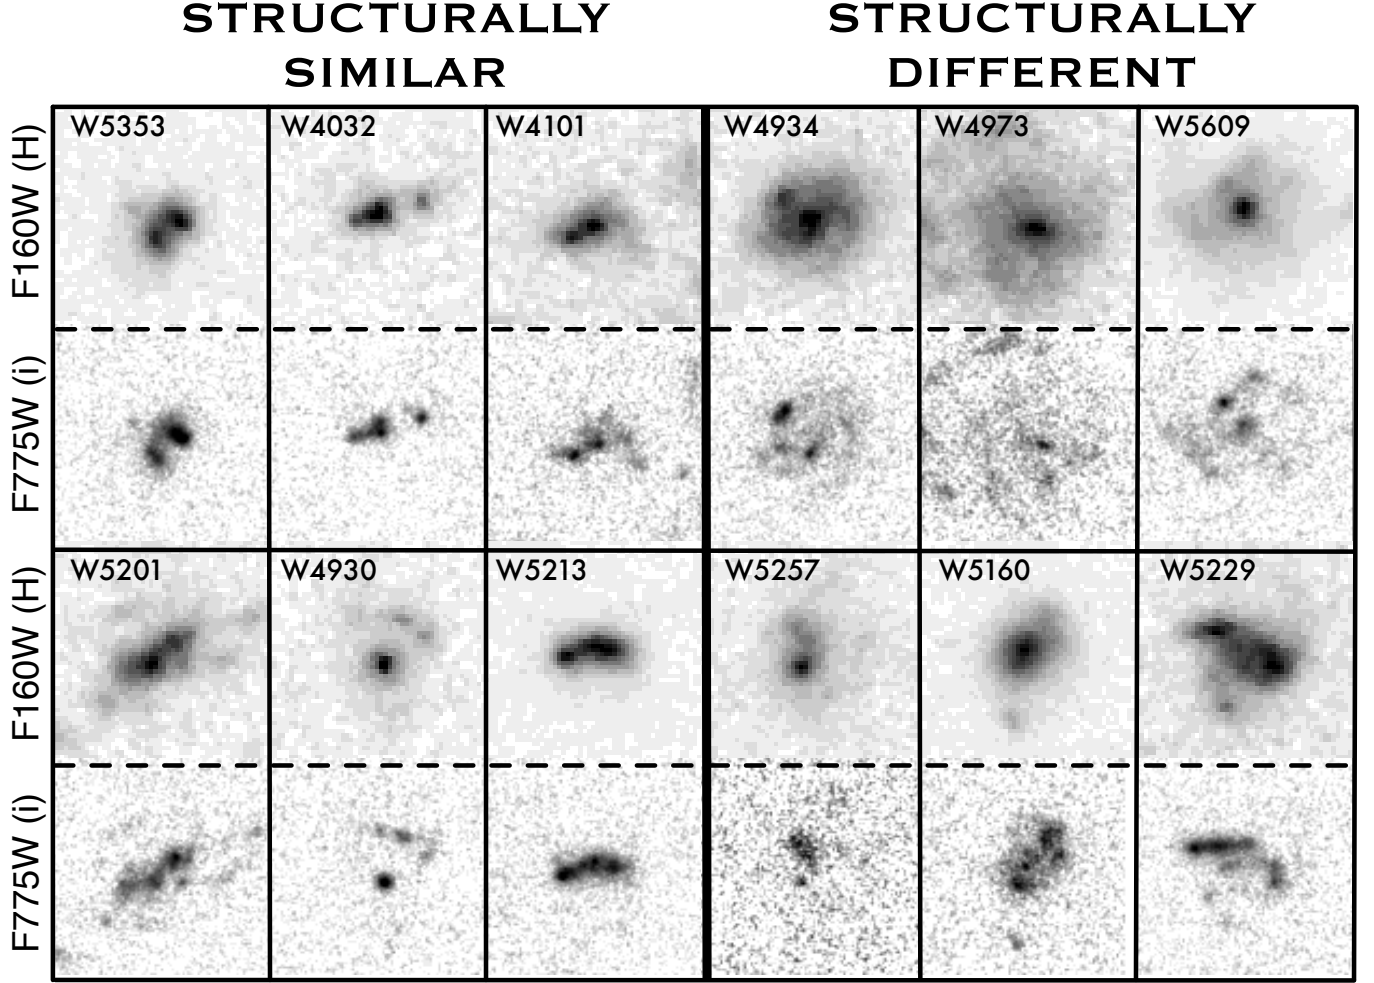 STRUCTURALLY
SIMILAR
STRUCTURALLY
DIFFERENT
F160W (H)
W5353
W4032
W4101
W4934
W4973
W5609
F775W (i)
F160W (H)
W5201
W4930
W5213
W5257
W5160
W5229
F775W (i)